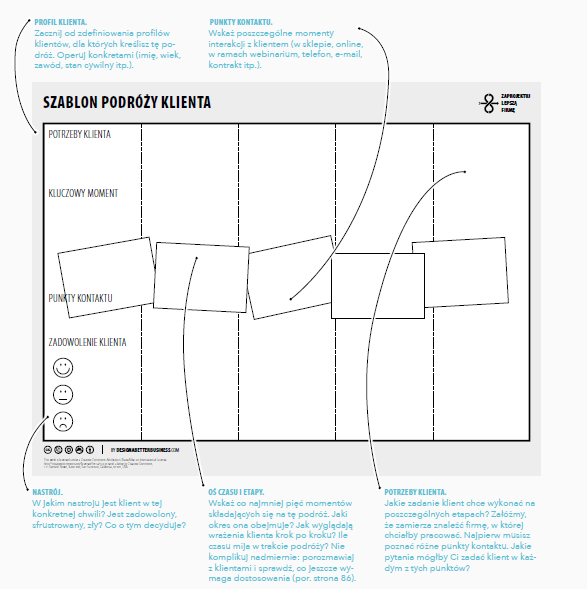 PROFIL KLIENTA.
Zacznij od zdefiniowania profilów
klientów, dla których kreślisz tę po-
dróż. Operuj konkretami (imię, wiek,
zawód, stan cywilny itp.).
PUNKTY KONTAKTU.
Wskaż poszczególne momenty
interakcji z klientem (w sklepie, online,
w ramach webinarium, telefon, e-mail,
kontrakt itp.).
SZABLON PODRÓŻY KLIENTA
ZAPROJEKTUJ
LEPSZĄ
FIRMĘ
POTRZEBY KLIENTA
KLUCZOWY MOMENT
PUNKTY KONTAKTU
ZADOWOLENIE KLIENTA
BY DESIGNABETTERBUSINESS.COM
NASTRÓJ.
W jakim nastroju jest klient w tej
konkretnej chwili? Jest zadowolony,
sfrustrowany, zły? Co o tym decyduje?
OŚ CZASU I ETAPY.
Wskaż co najmniej pięć momentów
składających się na tę podróż. Jaki
okres ona obejmuje? Jak wyglądają
wrażenia klienta krok po kroku? Ile
czasu mija w trakcie podróży? Nie
komplikuj nadmiernie: porozmawiaj
z klientami i sprawdź, co jeszcze wy-
maga dostosowania (por. strona 86).
POTRZEBY KLIENTA.
Jakie zadanie klient chce wykonać na
poszczególnych etapach? Załóżmy,
że zamierza znaleźć firmę, w której
chciałby pracować. Najpierw musisz
poznać różne punkty kontaktu. Jakie
pytania mógłby Ci zadać klient w każ-
dym z tych punktów?